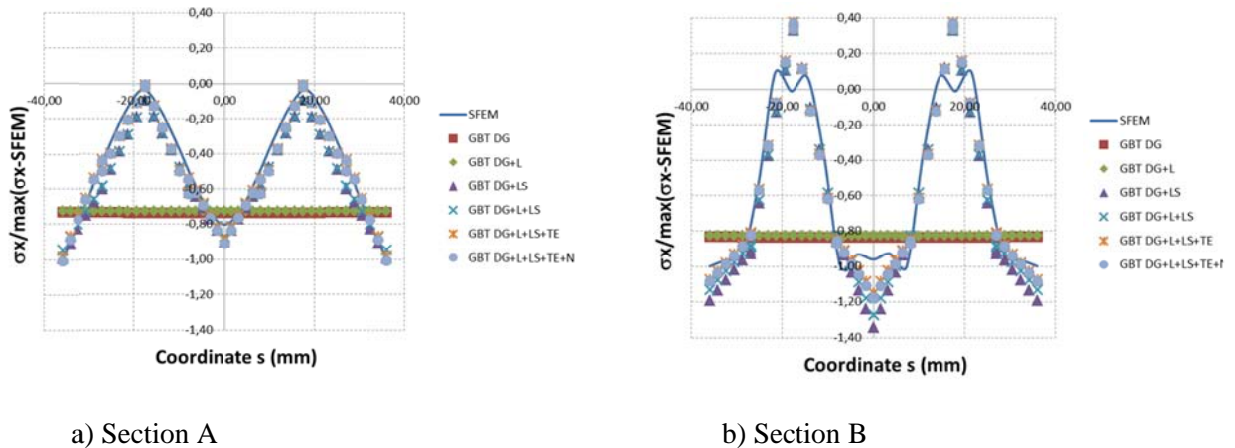 0,40
0,20
0,00
-40,00 -20,00 0,00 20,00 40,00
-0,20
-0,40
-0,60
-0,80
-1,00
-1,20
-1,40
σx/max(σx-SFEM)
Coordinate s (mm)
SFEM
GBT DG
GBT DG+L
GBT DG+LS
GBT DG+L+LS
GBT DG+L+LS+TE
GBT DG+L+LS+TE+N
0,40
0,20
0,00
-40,00 -20,00 0,00 20,00 40,00
-0,20
-0,40
-0,60
-0,80
-1,00
-1,20
-1,40
σx/max(σx-SFEM)
Coordinate s (mm)
SFEM
GBT DG
GBT DG+L
GBT DG+LS
GBT DG+L+LS
GBT DG+L+LS+TE
GBT DG+L+LS+TE+
a) Section A
b) Section B